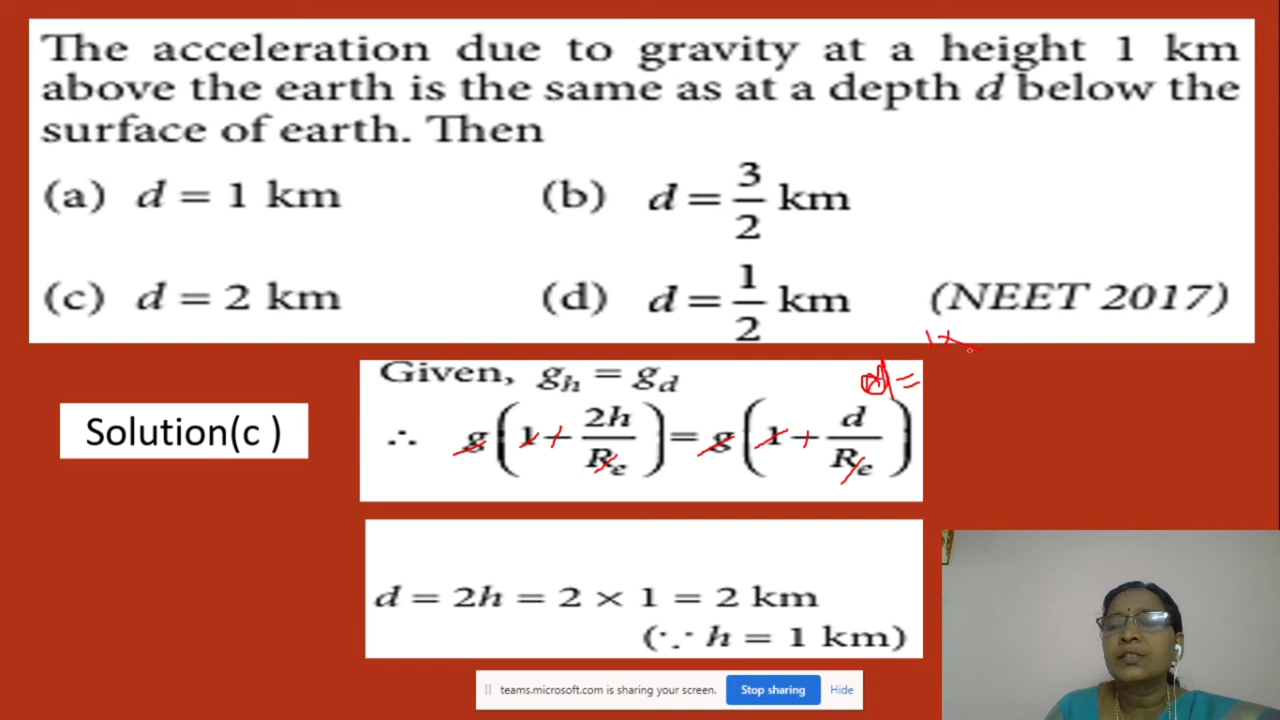 The acceleration due to gravity at a height 1 km
above the earth is the same as at a depth d below the
surface of earth. Then
(a) d = 1 km (b) d = 3/2 km
(c) d = 2 km (d) d = 1/2 km (NEET 2017)
Given, g_h = g_d
d =
Solution(c )
∴ g(1 − 2h/R_e) = g(1 − d/R_e)
d = 2h = 2 × 1 = 2 km
(∵ h = 1 km)
teams.microsoft.com is sharing your screen. Stop sharing Hide